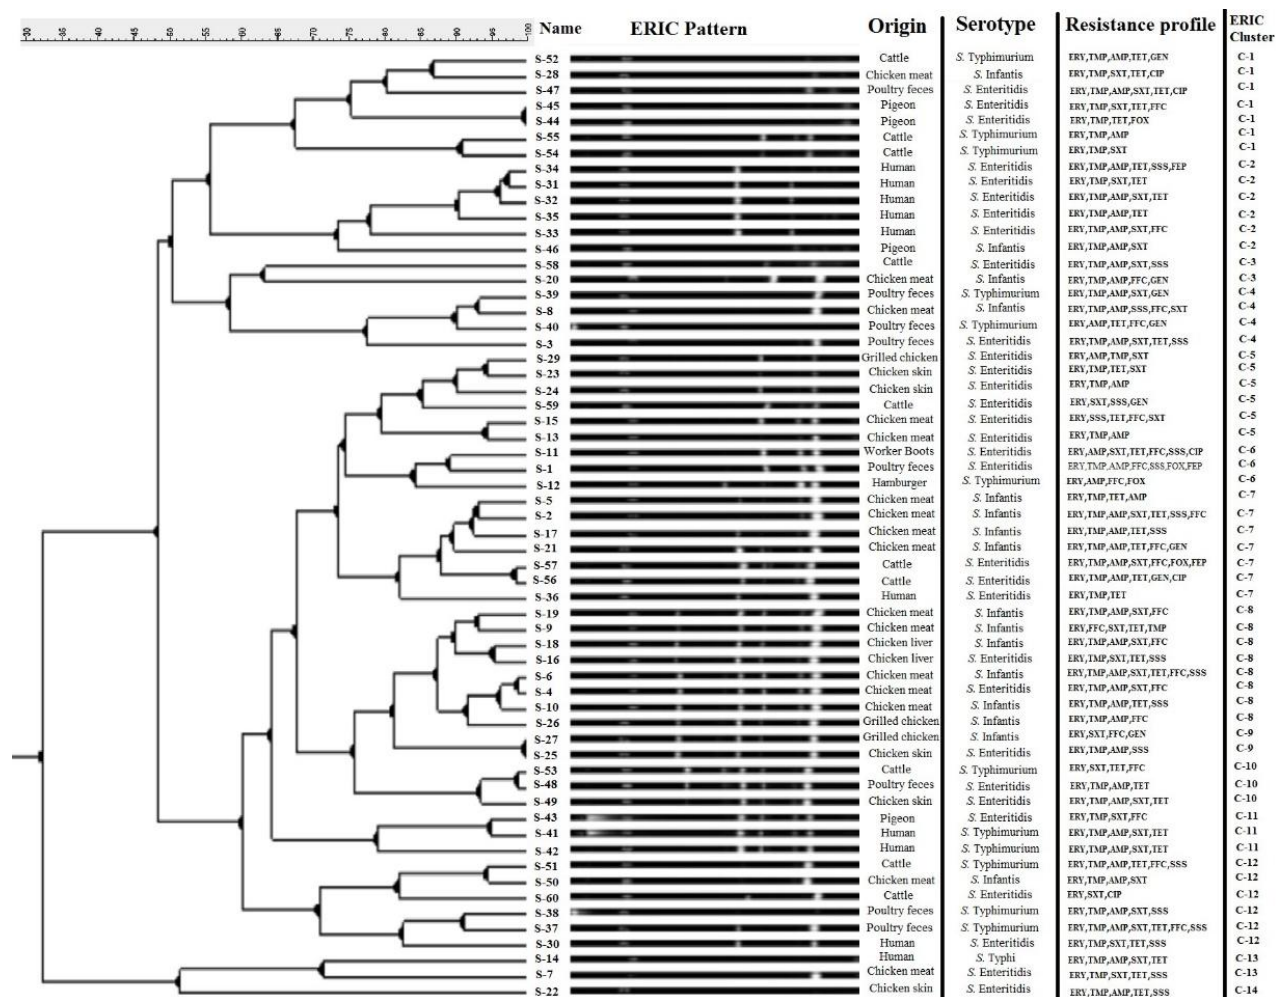 -30 -35 -40 -45 -50 -55 -60 -65 -70 -75 -80 -85 -90 -95 -100 Name ERIC Pattern Origin Serotype Resistance profile ERIC Cluster
S-52 Cattle S. Typhimurium ERY,TMP,AMP,TET,GEN C-1
S-28 Chicken meat S. Infantis ERY,TMP,SXT,TET,CIP C-1
S-47 Poultry feces S. Enteritidis ERY,TMP,AMP,SXT,TET,CIP C-1
S-45 Pigeon S. Enteritidis ERY,TMP,SXT,TET,FFC C-1
S-44 Pigeon S. Enteritidis ERY,TMP,TET,FOX C-1
S-55 Cattle S. Typhimurium ERY,TMP,AMP C-1
S-54 Cattle S. Typhimurium ERY,TMP,SXT C-1
S-34 Human S. Enteritidis ERY,TMP,AMP,TET,SSS,FEP C-2
S-31 Human S. Enteritidis ERY,TMP,SXT,TET C-2
S-32 Human S. Enteritidis ERY,TMP,AMP,SXT,TET C-2
S-35 Human S. Enteritidis ERY,TMP,AMP,TET C-2
S-33 Human S. Enteritidis ERY,TMP,AMP,SXT,FFC C-2
S-46 Pigeon S. Infantis ERY,TMP,AMP,SXT C-2
S-58 Cattle S. Enteritidis ERY,TMP,AMP,SXT,SSS C-3
S-20 Chicken meat S. Infantis ERY,TMP,AMP,FFC,GEN C-3
S-39 Poultry feces S. Typhimurium ERY,TMP,AMP,SXT,GEN C-4
S-8 Chicken meat S. Infantis ERY,TMP,AMP,SSS,FFC,SXT C-4
S-40 Poultry feces S. Typhimurium ERY,AMP,TET,FFC,GEN C-4
S-3 Poultry feces S. Enteritidis ERY,TMP,AMP,SXT,TET,SSS C-4
S-29 Grilled chicken S. Enteritidis ERY,AMP,TMP,SXT C-5
S-23 Chicken skin S. Enteritidis ERY,TMP,TET,SXT C-5
S-24 Chicken skin S. Enteritidis ERY,TMP,AMP C-5
S-59 Cattle S. Enteritidis ERY,SXT,SSS,GEN C-5
S-15 Chicken meat S. Enteritidis ERY,SSS,TET,FFC,SXT C-5
S-13 Chicken meat S. Enteritidis ERY,TMP,AMP C-5
S-11 Worker Boots S. Enteritidis ERY,AMP,SXT,TET,FFC,SSS,CIP C-6
S-1 Poultry feces S. Enteritidis ERY,TMP,AMP,FFC,SSS,FOX,FEP C-6
S-12 Hamburger S. Typhimurium ERY,AMP,FFC,FOX C-6
S-5 Chicken meat S. Infantis ERY,TMP,TET,AMP C-7
S-2 Chicken meat S. Infantis ERY,TMP,AMP,SXT,TET,SSS,FFC C-7
S-17 Chicken meat S. Infantis ERY,TMP,AMP,TET,SSS C-7
S-21 Chicken meat S. Infantis ERY,TMP,AMP,TET,FFC,GEN C-7
S-57 Cattle S. Enteritidis ERY,TMP,AMP,SXT,FFC,FOX,FEP C-7
S-56 Cattle S. Enteritidis ERY,TMP,AMP,TET,GEN,CIP C-7
S-36 Human S. Enteritidis ERY,TMP,TET C-7
S-19 Chicken meat S. Infantis ERY,TMP,AMP,SXT,FFC C-8
S-9 Chicken meat S. Infantis ERY,FFC,SXT,TET,TMP C-8
S-18 Chicken liver S. Infantis ERY,TMP,AMP,SXT,FFC C-8
S-16 Chicken liver S. Enteritidis ERY,TMP,SXT,TET,SSS C-8
S-6 Chicken meat S. Infantis ERY,TMP,AMP,SXT,TET,FFC,SSS C-8
S-4 Chicken meat S. Enteritidis ERY,TMP,AMP,SXT,FFC C-8
S-10 Chicken meat S. Infantis ERY,TMP,AMP,TET,SSS C-8
S-26 Grilled chicken S. Infantis ERY,TMP,AMP,FFC C-8
S-27 Grilled chicken S. Infantis ERY,SXT,FFC,GEN C-9
S-25 Chicken skin S. Enteritidis ERY,TMP,AMP,SSS C-9
S-53 Cattle S. Typhimurium ERY,SXT,TET,FFC C-10
S-48 Poultry feces S. Enteritidis ERY,TMP,AMP,TET C-10
S-49 Chicken skin S. Enteritidis ERY,TMP,AMP,SXT,TET C-10
S-43 Pigeon S. Enteritidis ERY,TMP,SXT,FFC C-11
S-41 Human S. Typhimurium ERY,TMP,AMP,SXT,TET C-11
S-42 Human S. Typhimurium ERY,TMP,AMP,SXT,TET C-11
S-51 Cattle S. Typhimurium ERY,TMP,AMP,TET,FFC,SSS C-12
S-50 Chicken meat S. Infantis ERY,TMP,AMP,SXT C-12
S-60 Cattle S. Enteritidis ERY,SXT,CIP C-12
S-38 Poultry feces S. Typhimurium ERY,TMP,AMP,SXT,SSS C-12
S-37 Poultry feces S. Typhimurium ERY,TMP,AMP,SXT,TET,FFC,SSS C-12
S-30 Human S. Enteritidis ERY,TMP,SXT,TET,SSS C-12
S-14 Human S. Typhi ERY,TMP,AMP,SXT,TET C-13
S-7 Chicken meat S. Enteritidis ERY,TMP,SXT,TET,SSS C-13
S-22 Chicken skin S. Enteritidis ERY,TMP,AMP,TET,SSS C-14